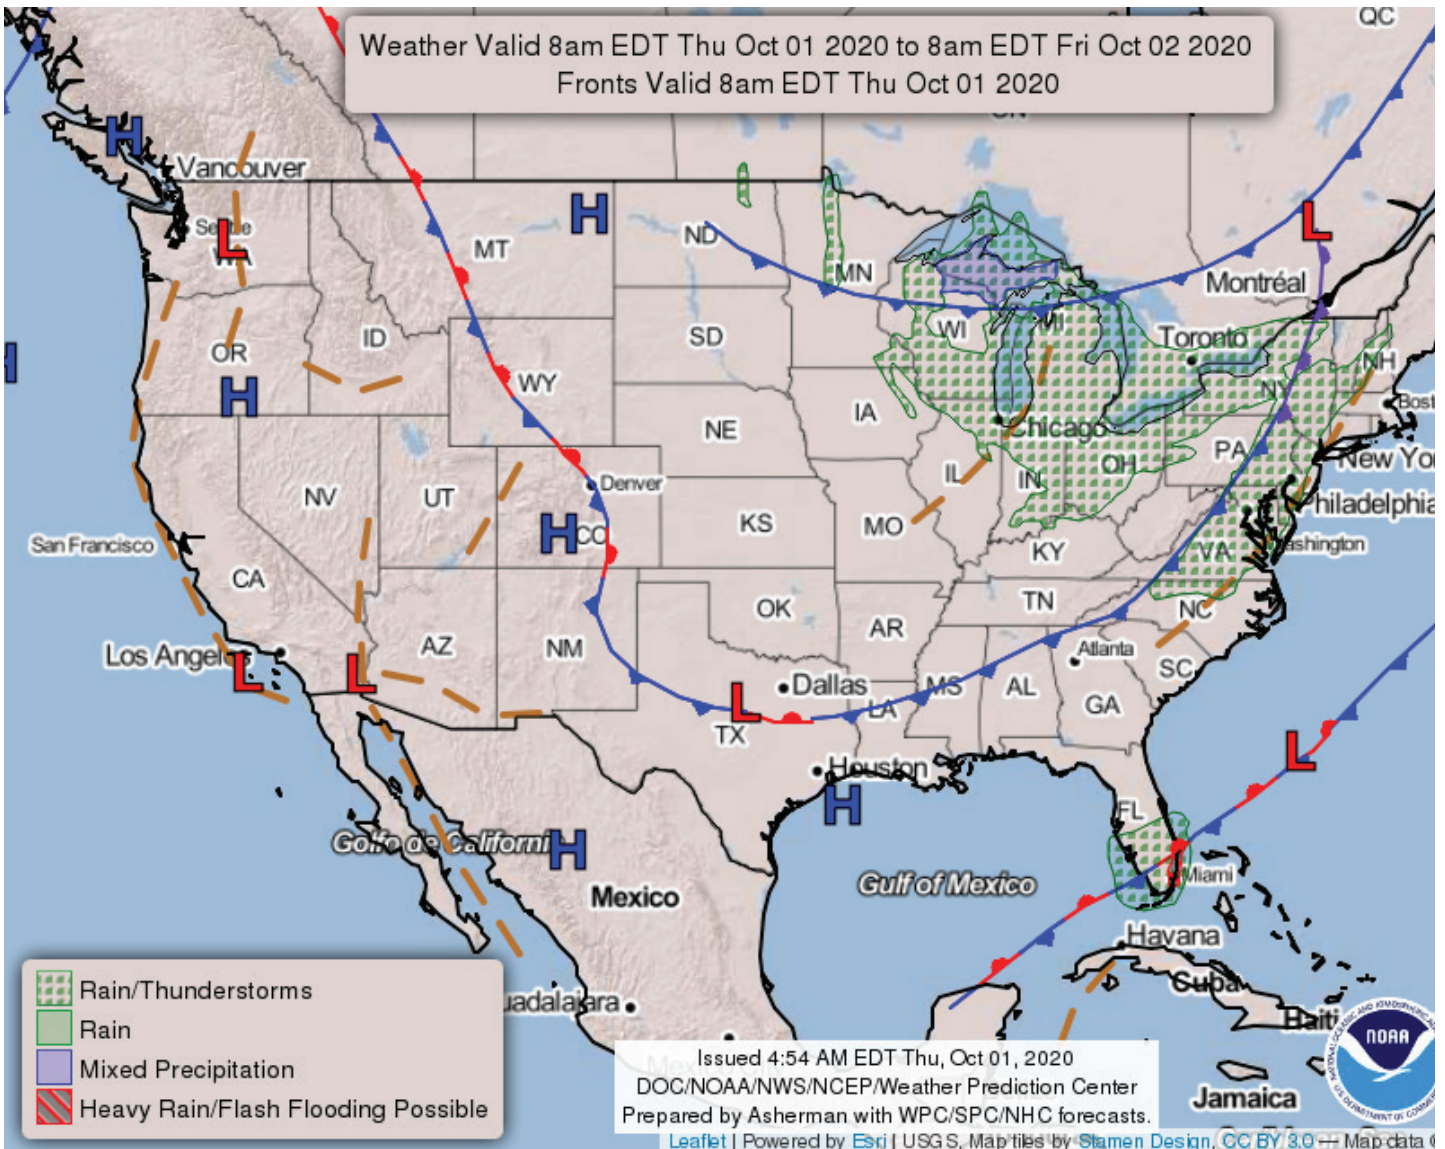 QC
Weather Valid 8am EDT Thu Oct 01 2020 to 8am EDT Fri Oct 02 2020
Fronts Valid 8am EDT Thu Oct 01 2020
H
Vancouver
H
L
L
MT
ND
MN
Montréal
H
WI
MI
Toronto
ID
SD
OR
WY
NH
NY
H
IA
NE
Chicago
PA
IL
OH
IN
Denver
NV
UT
KS
MO
H
CO
San Francisco
KY
VA
CA
OK
TN
NC
AR
AZ
NM
Atlanta
Los Angeles
SC
L
L
L
Dallas
MS
AL
LA
GA
TX
L
Houston
H
FL
Golfo de California
H
Miami
Gulf of Mexico
Mexico
Havana
Cuba
Rain/Thunderstorms
Rain
Mixed Precipitation
Heavy Rain/Flash Flooding Possible
NOAA
Issued 4:54 AM EDT Thu, Oct 01, 2020
DOC/NOAA/NWS/NCEP/Weather Prediction Center
Prepared by Asherman with WPC/SPC/NHC forecasts.
Jamaica
Leaflet | Powered by Esri | USGS, Map tiles by Stamen Design, CC BY 3.0 — Map data ©